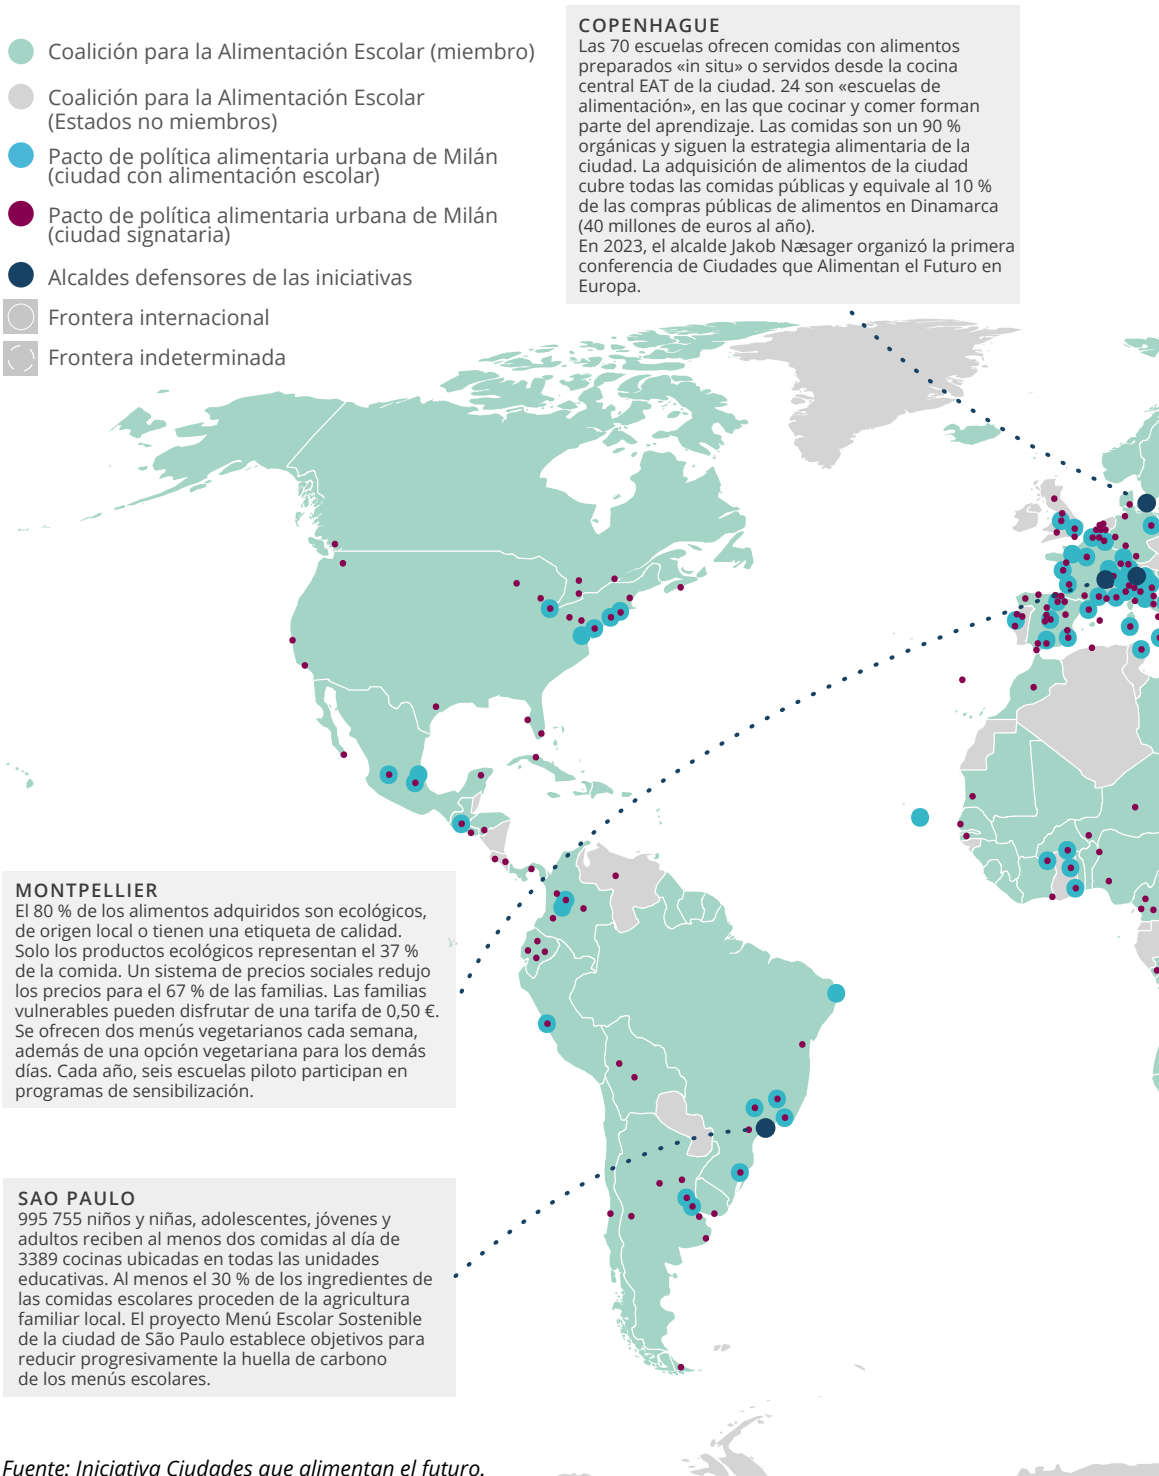 Coalición para la Alimentación Escolar (miembro)
Coalición para la Alimentación Escolar
(Estados no miembros)
Pacto de política alimentaria urbana de Milán
(ciudad con alimentación escolar)
Pacto de política alimentaria urbana de Milán
(ciudad signataria)
Alcaldes defensores de las iniciativas
Frontera internacional
Frontera indeterminada
COPENHAGUE
Las 70 escuelas ofrecen comidas con alimentos
preparados «in situ» o servidos desde la cocina
central EAT de la ciudad. 24 son «escuelas de
alimentación», en las que cocinar y comer forman
parte del aprendizaje. Las comidas son un 90 %
orgánicas y siguen la estrategia alimentaria de la
ciudad. La adquisición de alimentos de la ciudad
cubre todas las comidas públicas y equivale al 10 %
de las compras públicas de alimentos en Dinamarca
(40 millones de euros al año).
En 2023, el alcalde Jakob Næsager organizó la primera
conferencia de Ciudades que Alimentan el Futuro en
Europa.
MONTPELLIER
El 80 % de los alimentos adquiridos son ecológicos,
de origen local o tienen una etiqueta de calidad.
Solo los productos ecológicos representan el 37 %
de la comida. Un sistema de precios sociales redujo
los precios para el 67 % de las familias. Las familias
vulnerables pueden disfrutar de una tarifa de 0,50 €.
Se ofrecen dos menús vegetarianos cada semana,
además de una opción vegetariana para los demás
días. Cada año, seis escuelas piloto participan en
programas de sensibilización.
SAO PAULO
995 755 niños y niñas, adolescentes, jóvenes y
adultos reciben al menos dos comidas al día de
3389 cocinas ubicadas en todas las unidades
educativas. Al menos el 30 % de los ingredientes de
las comidas escolares proceden de la agricultura
familiar local. El proyecto Menú Escolar Sostenible
de la ciudad de São Paulo establece objetivos para
reducir progresivamente la huella de carbono
de los menús escolares.
Fuente: Iniciativa Ciudades que alimentan el futuro.